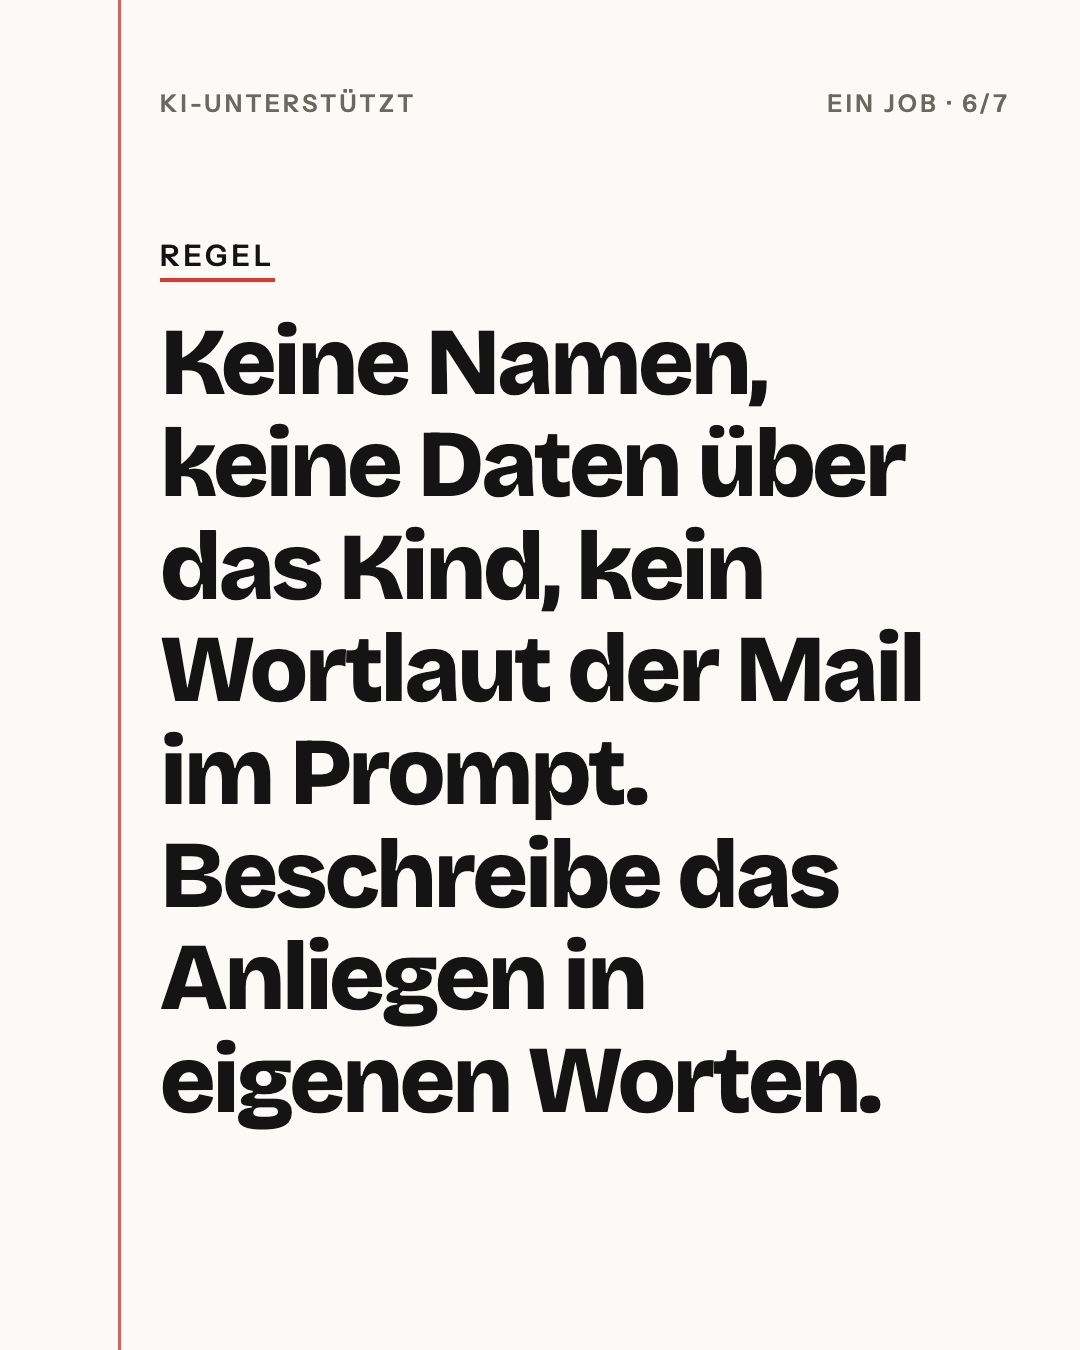 KI-UNTERSTÜTZT
EIN JOB · 6/7
REGEL
Keine Namen,
keine Daten über
das Kind, kein
Wortlaut der Mail
im Prompt.
Beschreibe das
Anliegen in
eigenen Worten.